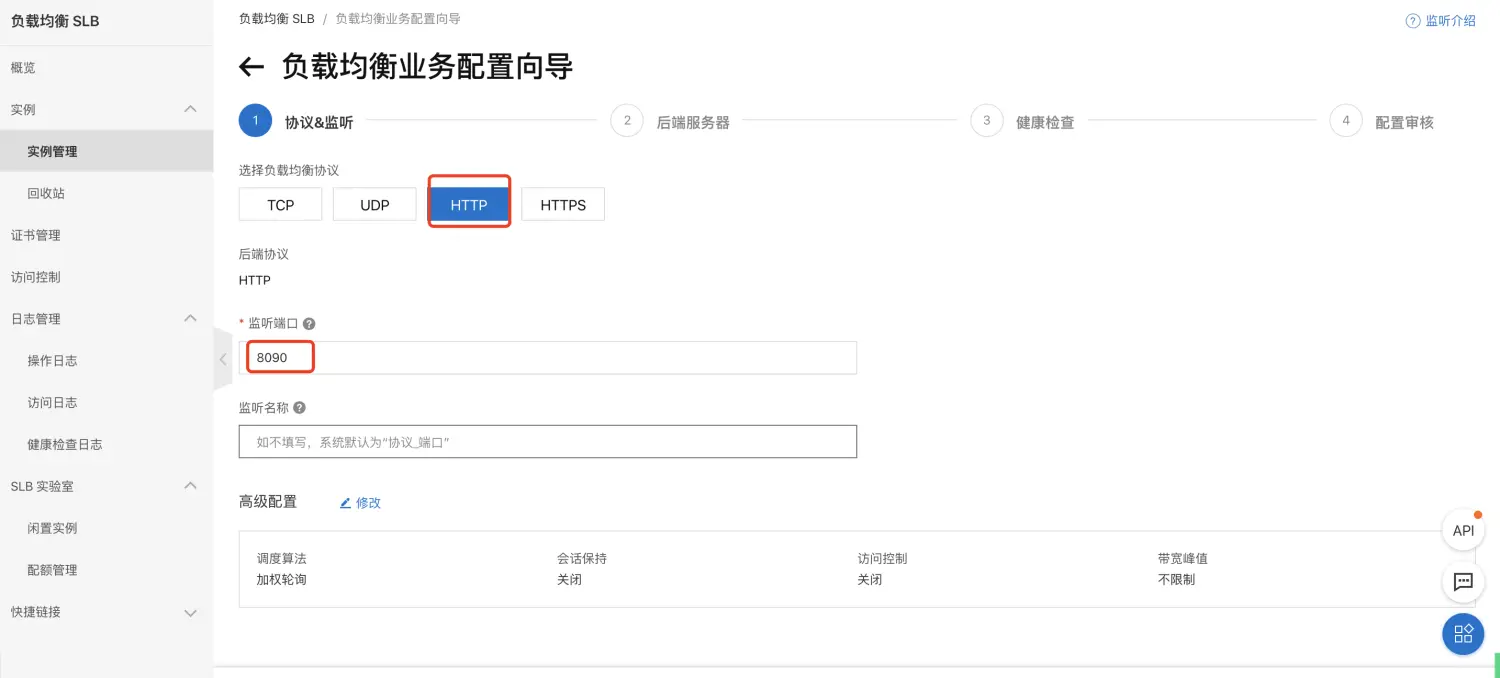 负载均衡 SLB
概览
实例
实例管理
回收站
证书管理
访问控制
日志管理
操作日志
访问日志
健康检查日志
SLB 实验室
闲置实例
配额管理
快捷链接
负载均衡 SLB / 负载均衡业务配置向导
? 监听介绍
← 负载均衡业务配置向导
1 协议&监听
2 后端服务器
3 健康检查
4 配置审核
选择负载均衡协议
TCP UDP HTTP HTTPS
后端协议
HTTP
* 监听端口 ?
8090
监听名称 ?
如不填写，系统默认为“协议_端口”
高级配置 修改
调度算法 会话保持 访问控制 带宽峰值
加权轮询 关闭 关闭 不限制
API